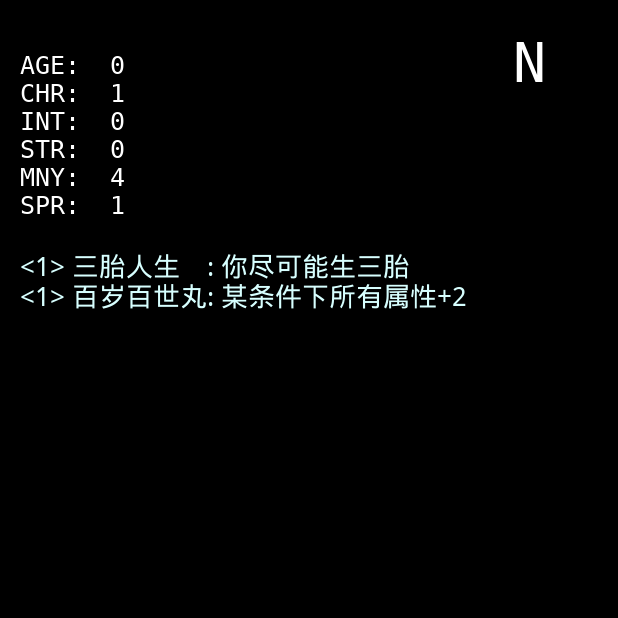 N
AGE: 0
CHR: 1
INT: 0
STR: 0
MNY: 4
SPR: 1
<1> 三胎人生 : 你尽可能生三胎
<1> 百岁百世丸: 某条件下所有属性+2